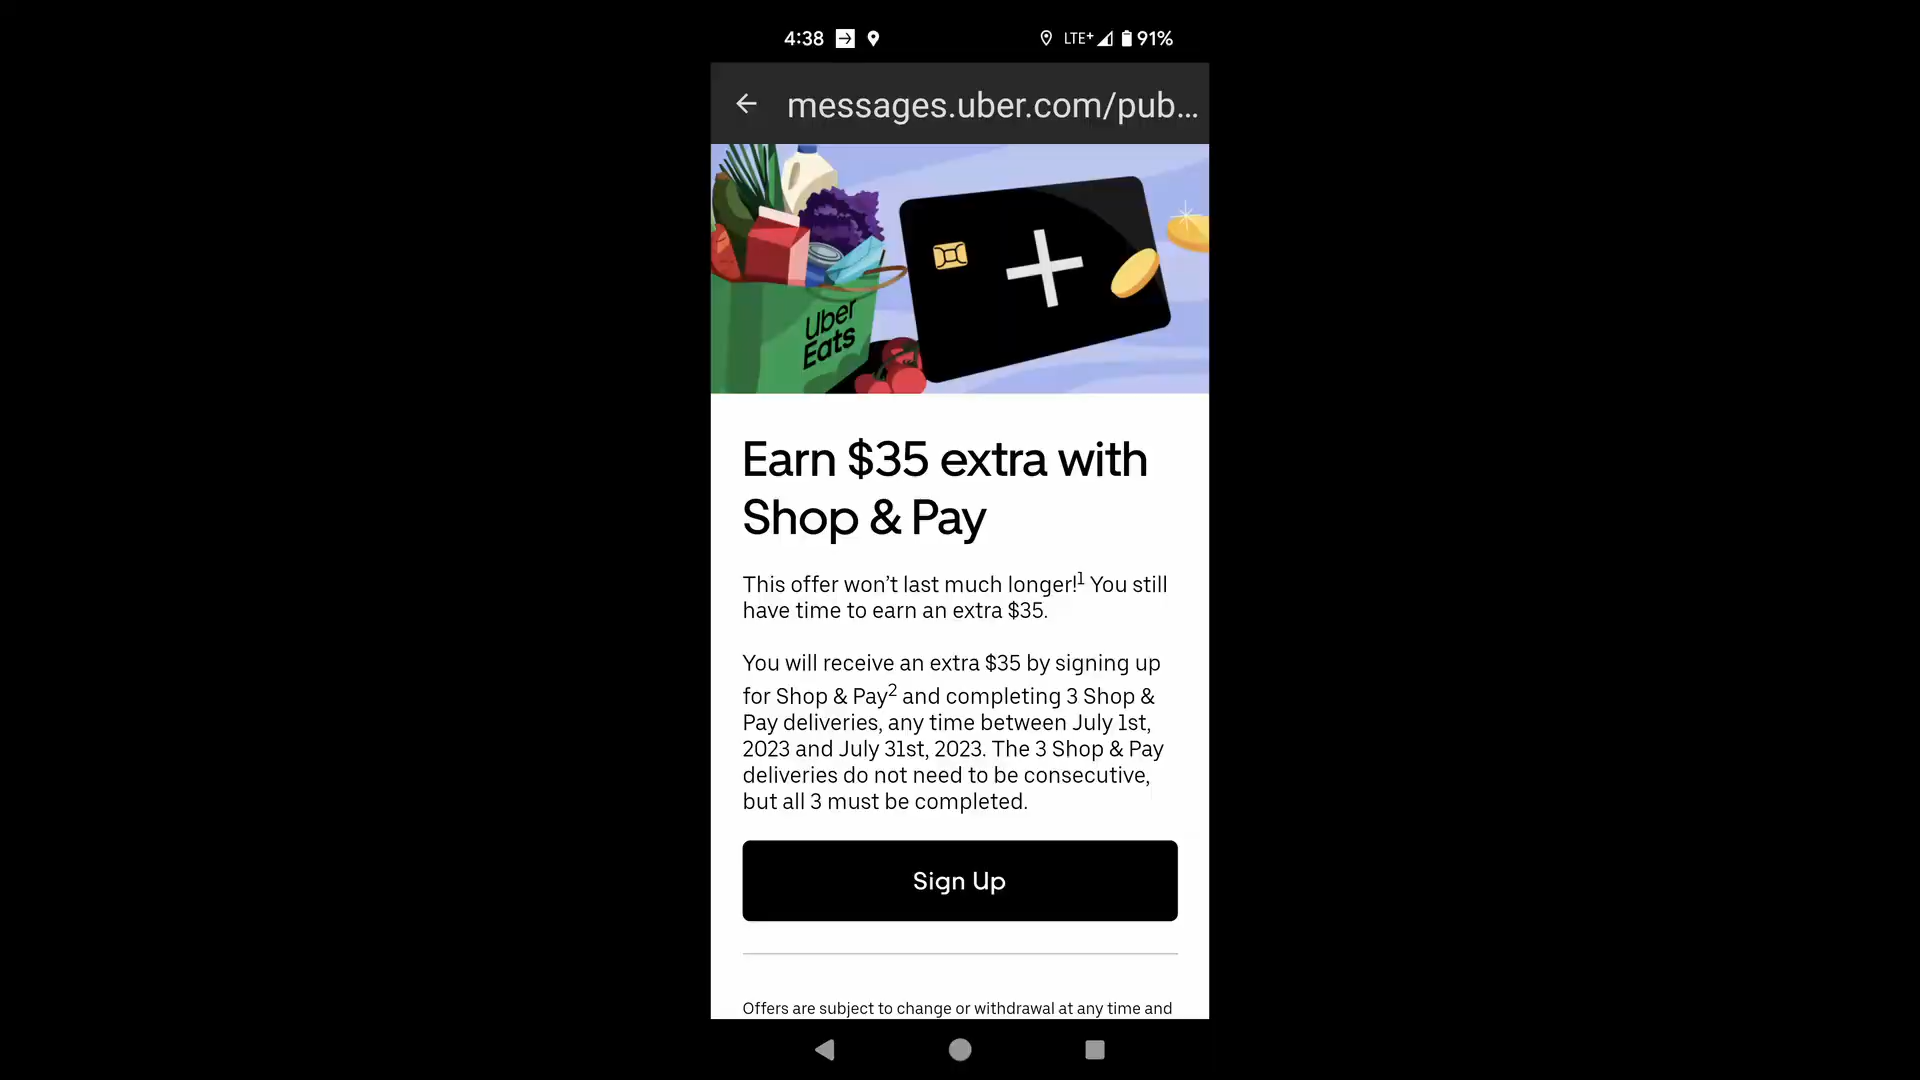 4:38 LTE+ 91%
messages.uber.com/pub...
Uber
Eats
Earn $35 extra with
Shop & Pay
This offer won’t last much longer!1 You still
have time to earn an extra $35.
You will receive an extra $35 by signing up
for Shop & Pay2 and completing 3 Shop &
Pay deliveries, any time between July 1st,
2023 and July 31st, 2023. The 3 Shop & Pay
deliveries do not need to be consecutive,
but all 3 must be completed.
Sign Up
Offers are subject to change or withdrawal at any time and